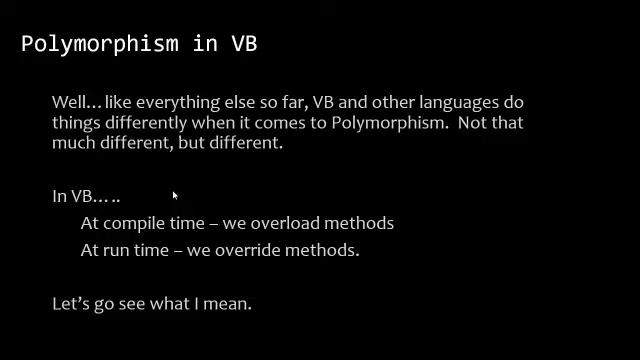 Polymorphism in VB
Well... like everything else so far, VB and other languages do
things differently when it comes to Polymorphism.  Not that
much different, but different.
In VB.....
At compile time – we overload methods
At run time – we override methods.
Let's go see what I mean.